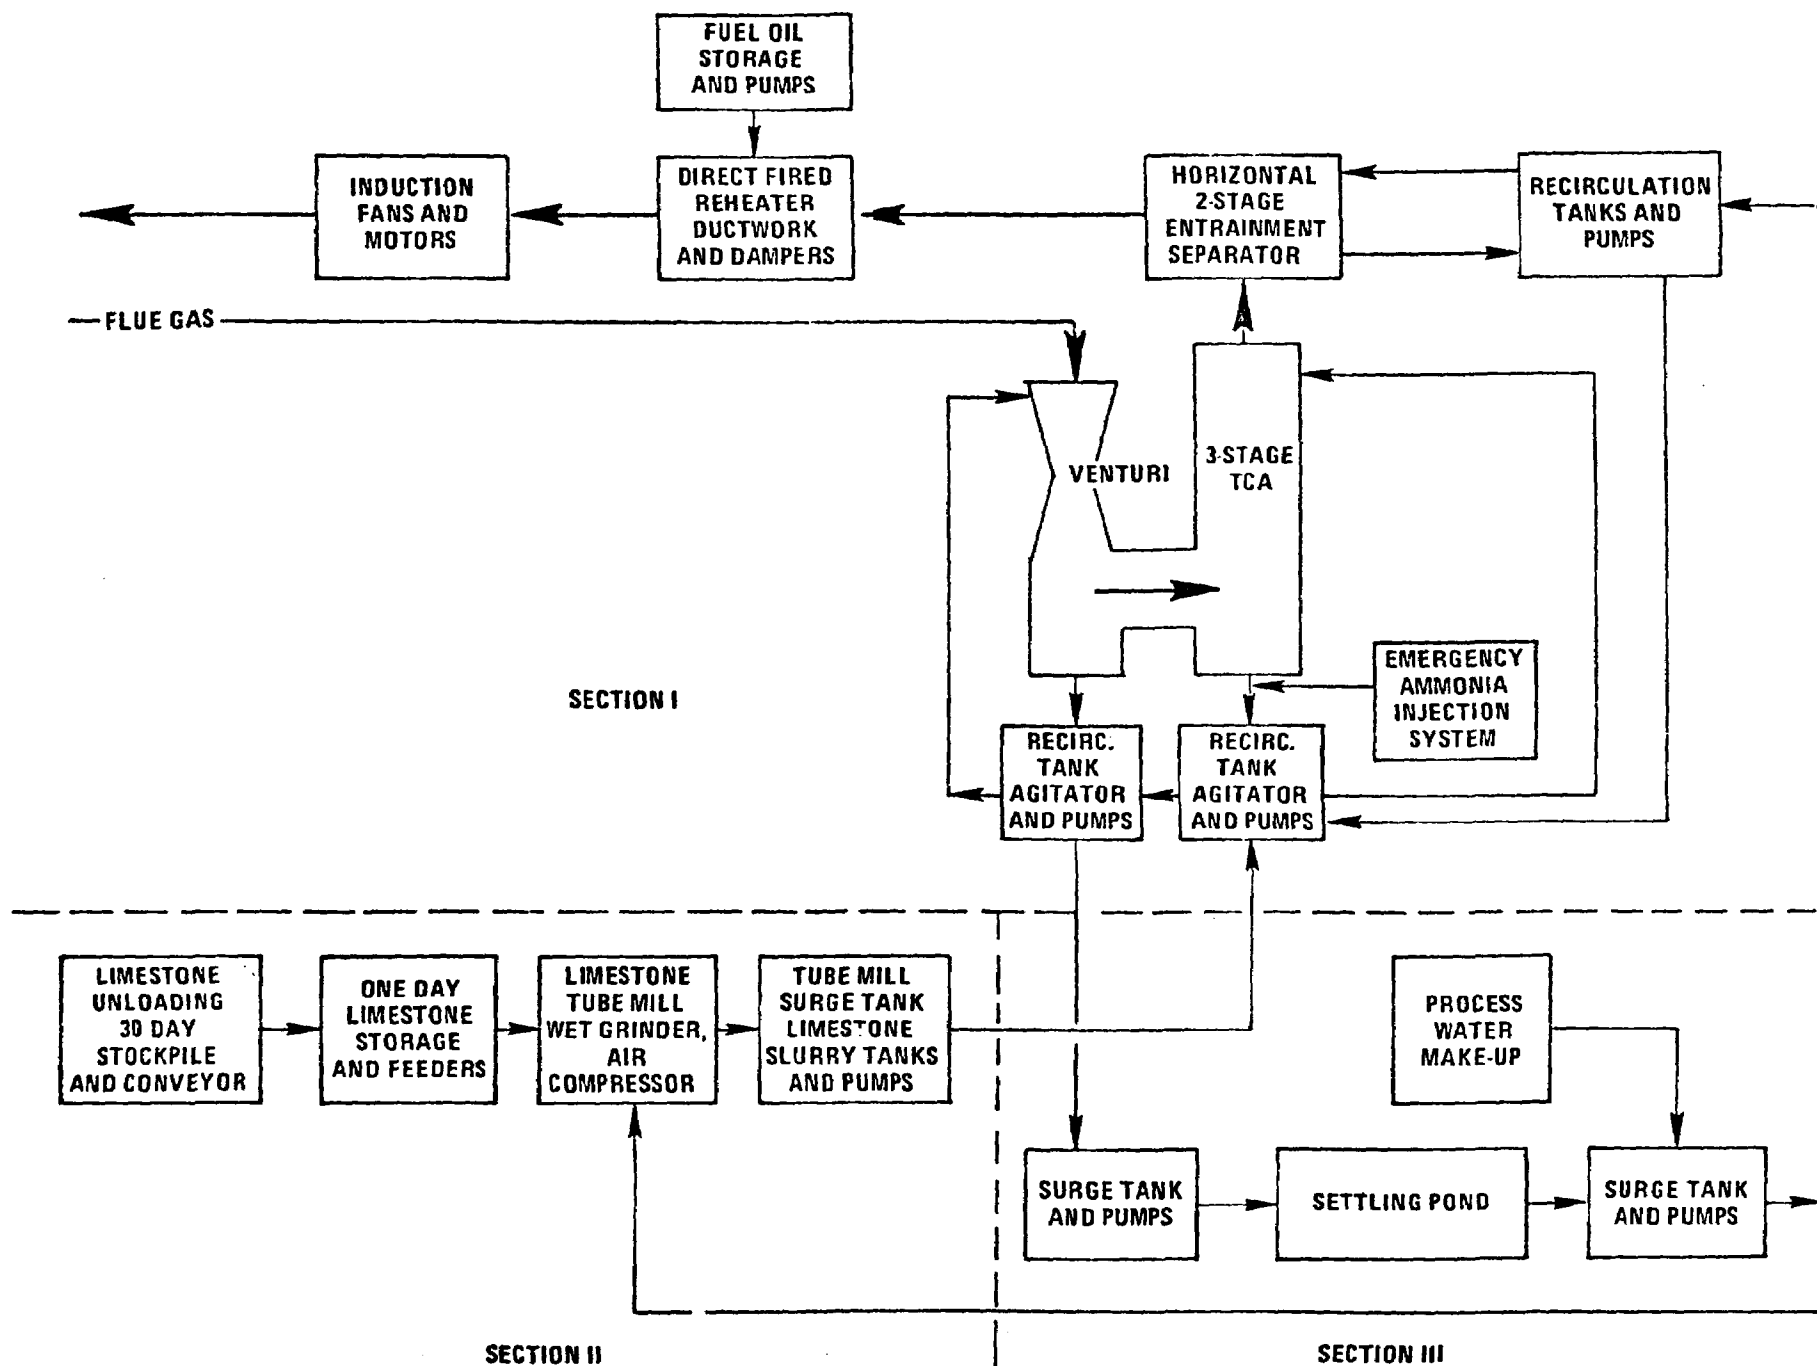 FUEL OIL
STORAGE
AND PUMPS
INDUCTION
FANS AND
MOTORS
DIRECT FIRED
REHEATER
DUCTWORK
AND DAMPERS
HORIZONTAL
2-STAGE
ENTRAINMENT
SEPARATOR
RECIRCULATION
TANKS AND
PUMPS
FLUE GAS
VENTURI
3-STAGE
TCA
SECTION I
EMERGENCY
AMMONIA
INJECTION
SYSTEM
RECIRC.
TANK
AGITATOR
AND PUMPS
RECIRC.
TANK
AGITATOR
AND PUMPS
LIMESTONE
UNLOADING
30 DAY
STOCKPILE
AND CONVEYOR
ONE DAY
LIMESTONE
STORAGE
AND FEEDERS
LIMESTONE
TUBE MILL
WET GRINDER,
AIR
COMPRESSOR
TUBE MILL
SURGE TANK
LIMESTONE
SLURRY TANKS
AND PUMPS
PROCESS
WATER
MAKE-UP
SURGE TANK
AND PUMPS
SETTLING POND
SURGE TANK
AND PUMPS
SECTION II
SECTION III